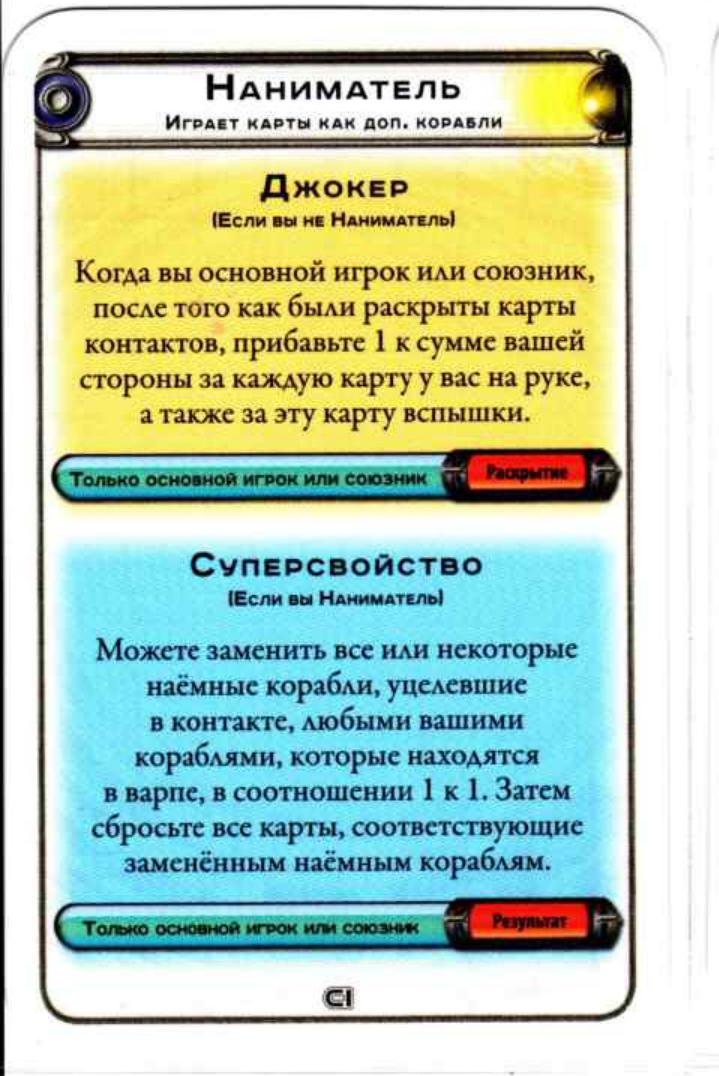 Наниматель
Играет карты как доп. корабли
Джокер
(Если вы не Наниматель)
Когда вы основной игрок или союзник,
после того как были раскрыты карты
контактов, прибавьте 1 к сумме вашей
стороны за каждую карту у вас на руке,
а также за эту карту вспышки.
Только основной игрок или союзник
Раскрытие
Суперсвойство
(Если вы Наниматель)
Можете заменить все или некоторые
наёмные корабли, уцелевшие
в контакте, любыми вашими
кораблями, которые находятся
в варпе, в соотношении 1 к 1. Затем
сбросьте все карты, соответствующие
заменённым наёмным кораблям.
Только основной игрок или союзник
Результат
CI